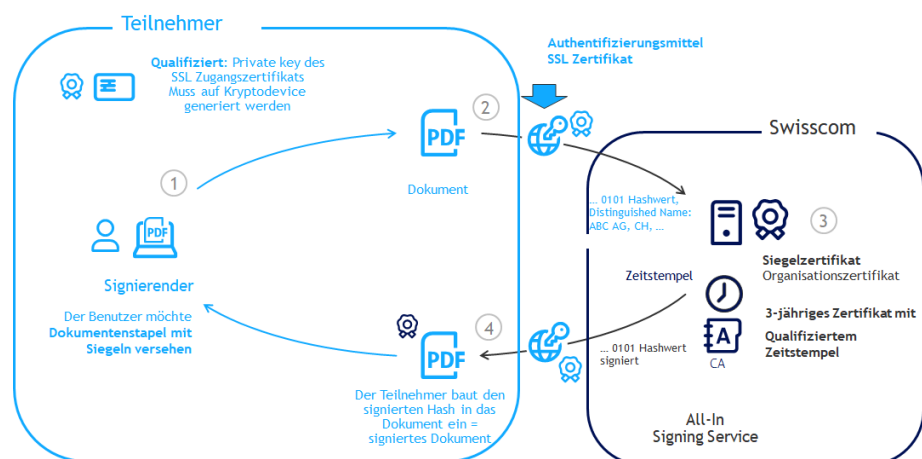 Teilnehmer
Qualifiziert: Private key des
SSL Zugangszertifikats
Muss auf Kryptodevice
generiert werden
Authentifizierungsmittel
SSL Zertifikat
2
PDF
Dokument
Swisscom
1
PDF
Signierender
Der Benutzer möchte
Dokumentenstapel mit
Siegeln versehen
... 0101 Hashwert,
Distinguished Name:
ABC AG, CH, ...
3
Siegelzertifikat
Organisationszertifikat
Zeitstempel
3-jähriges Zertifikat mit
Qualifiziertem
Zeitstempel
A
CA
4
PDF
... 0101 Hashwert
signiert
Der Teilnehmer baut den
signierten Hash in das
Dokument ein =
signiertes Dokument
All-In
Signing Service